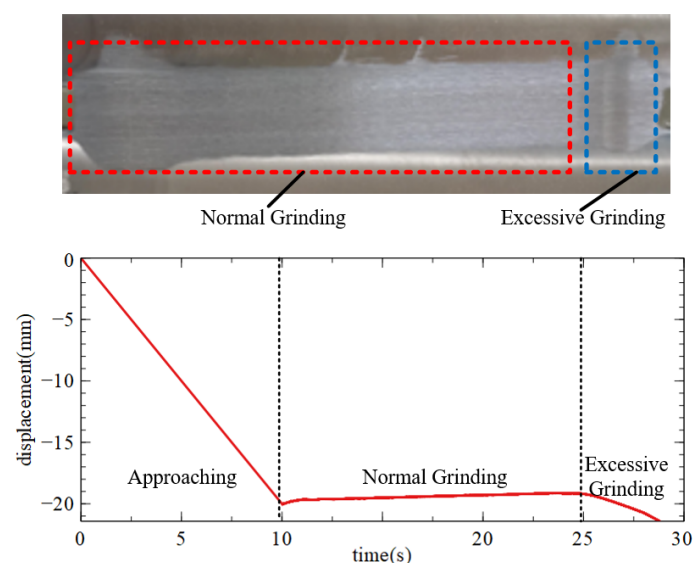 Normal Grinding
Excessive Grinding
0
−5
−10
−15
−20
displacement(mm)
Approaching
Normal Grinding
Excessive
Grinding
0
5
10
15
20
25
30
time(s)